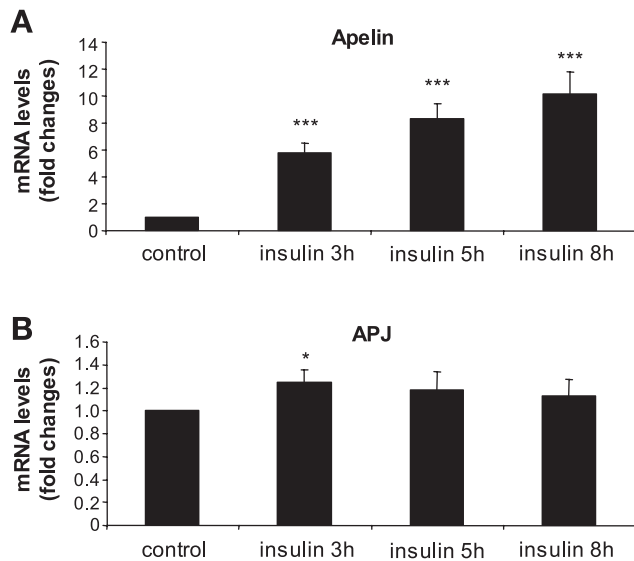 A
Apelin
mRNA levels
(fold changes)
14
12
10
8
6
4
2
0
***
***
***
control
insulin 3h
insulin 5h
insulin 8h
B
APJ
mRNA levels
(fold changes)
1.6
1.4
1.2
1.0
0.8
0.6
0.4
0.2
0
*
control
insulin 3h
insulin 5h
insulin 8h